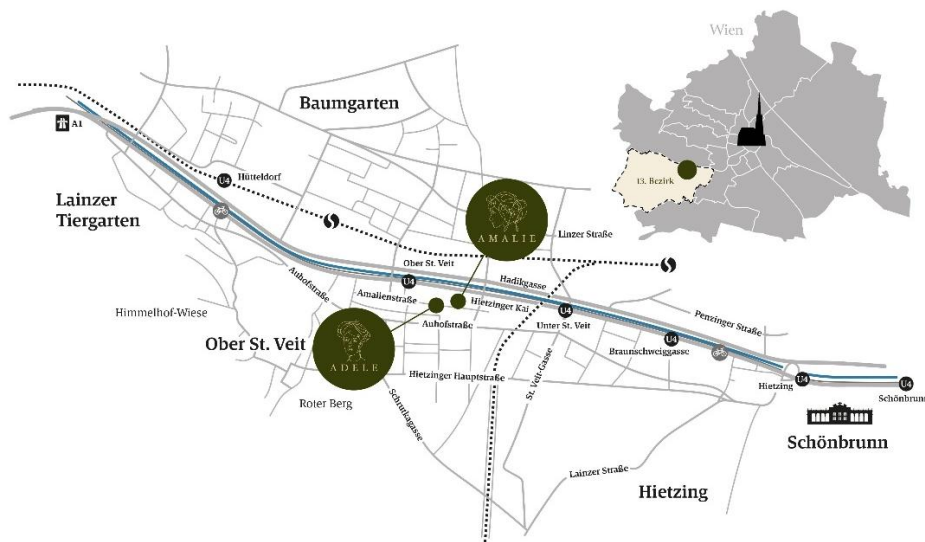 Wien
13. Bezirk
Baumgarten
A1
U4
Hütteldorf
Lainzer
Tiergarten
AMALIE
Linzer Straße
Ober St. Veit
Hadikgasse
U4
Auhofstraße
Amalienstraße
Hietzinger Kai
Himmelhof-Wiese
Auhofstraße
U4
Unter St. Veit
Penzinger Straße
Ober St. Veit
ADELE
U4
Braunschweiggasse
St. Veit-Gasse
Hietzinger Hauptstraße
Hietzing
U4
U4
Schönbrunn
Roter Berg
Schrutkagasse
Schönbrunn
Lainzer Straße
Hietzing